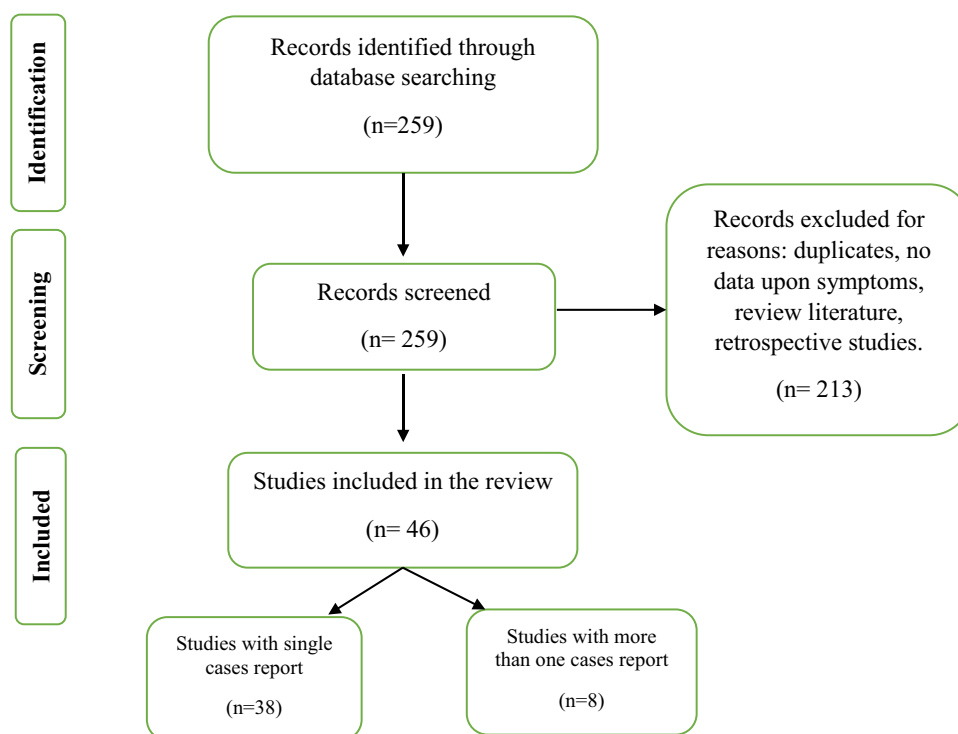 Identification
Records identified through
database searching
(n=259)
Screening
Records screened
(n= 259)
Records excluded for
reasons: duplicates, no
data upon symptoms,
review literature,
retrospective studies.
(n= 213)
Included
Studies included in the review
(n= 46)
Studies with single
cases report
(n=38)
Studies with more
than one cases report
(n=8)